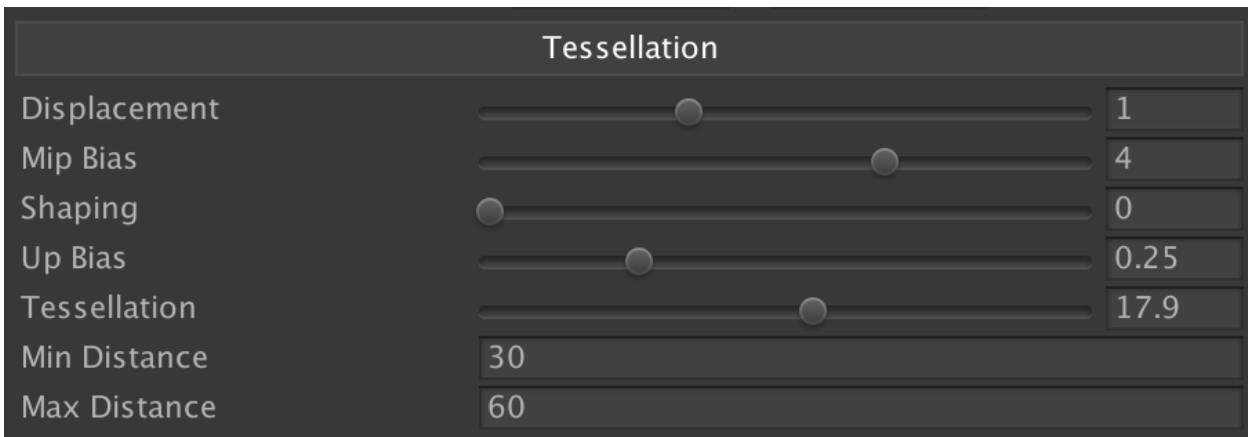 Tessellation
Displacement 1
Mip Bias 4
Shaping 0
Up Bias 0.25
Tessellation 17.9
Min Distance 30
Max Distance 60